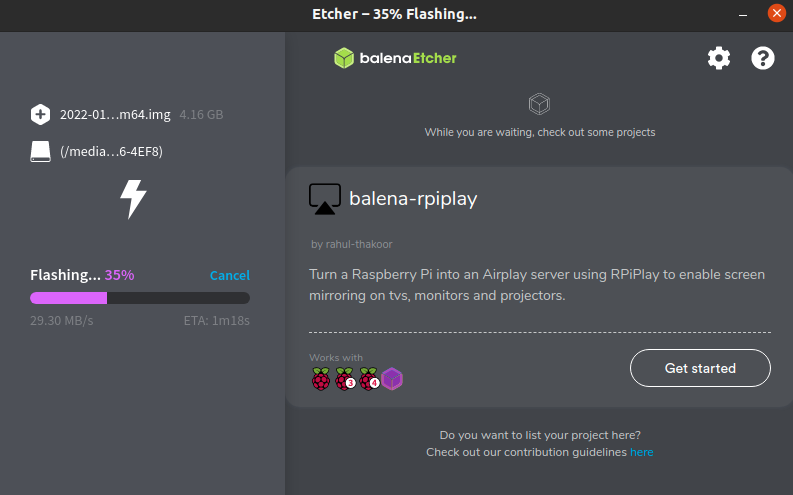 Etcher – 35% Flashing...
balenaEtcher
2022-01…m64.img 4.16 GB
(/media…6-4EF8)
Flashing... 35% Cancel
29.30 MB/s ETA: 1m18s
While you are waiting, check out some projects
balena-rpiplay
by rahul-thakoor
Turn a Raspberry Pi into an Airplay server using RPiPlay to enable screen
mirroring on tvs, monitors and projectors.
Works with
3 4
Get started
Do you want to list your project here?
Check out our contribution guidelines here